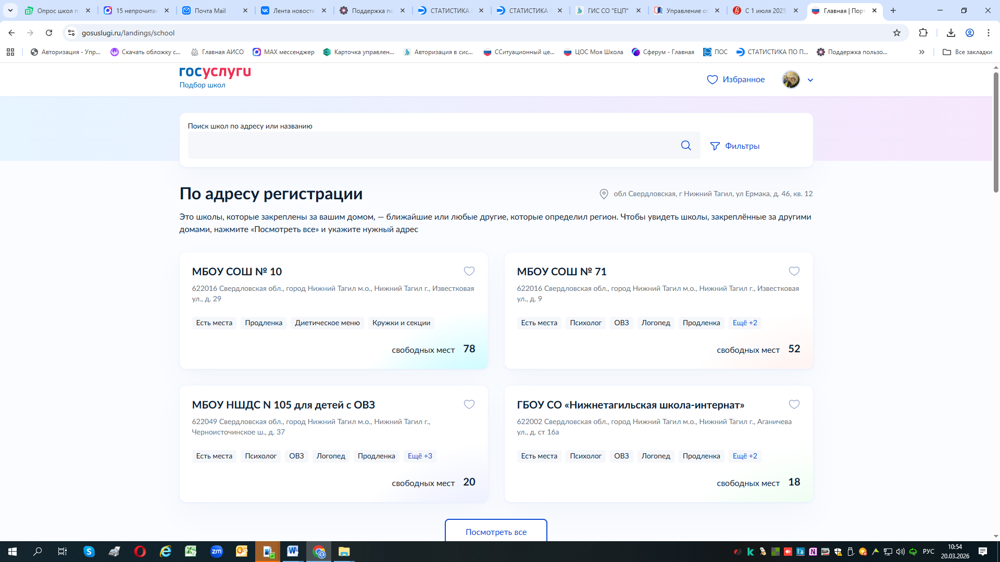 Опрос школ п
15 непрочитан
Почта Mail
Лента новосте
Поддержка по
СТАТИСТИКА
СТАТИСТИКА
ГИС СО "ЕЦП"
Управление об
С 1 июля 2025
Главная | Порт
gosuslugi.ru/landings/school
Авторизация - Упр...
Скачать обложку с...
Главная АИСО
MAX мессенджер
Карточка управлен...
Авторизация в сис...
ССитуационный це...
ЦОС Моя Школа
Сферум - Главная
ПОС
СТАТИСТИКА ПО П...
Поддержка пользо...
Все закладки
госуслуги
Подбор школ
Избранное
Поиск школ по адресу или названию
Фильтры
По адресу регистрации
обл Свердловская, г Нижний Тагил, ул Ермака, д. 46, кв. 12
Это школы, которые закреплены за вашим домом, — ближайшие или любые другие, которые определил регион. Чтобы увидеть школы, закреплённые за другими
домами, нажмите «Посмотреть все» и укажите нужный адрес
МБОУ СОШ № 10
622016 Свердловская обл., город Нижний Тагил м.о., Нижний Тагил г., Известковая
ул., д. 29
Есть места Продленка Диетическое меню Кружки и секции
свободных мест 78
МБОУ СОШ № 71
622016 Свердловская обл., город Нижний Тагил м.о., Нижний Тагил г., Известковая
ул., д. 9
Есть места Психолог ОВЗ Логопед Продленка Ещё +2
свободных мест 52
МБОУ НШДС N 105 для детей с ОВЗ
622049 Свердловская обл., город Нижний Тагил м.о., Нижний Тагил г.,
Черноисточинское ш., д. 37
Есть места Психолог ОВЗ Логопед Продленка Ещё +3
свободных мест 20
ГБОУ СО «Нижнетагильская школа-интернат»
622002 Свердловская обл., город Нижний Тагил м.о., Нижний Тагил г., Аганичева
ул., д. ст 16а
Есть места Психолог ОВЗ Логопед Продленка Ещё +2
свободных мест 18
Посмотреть все
РУС
10:54
20.03.2026